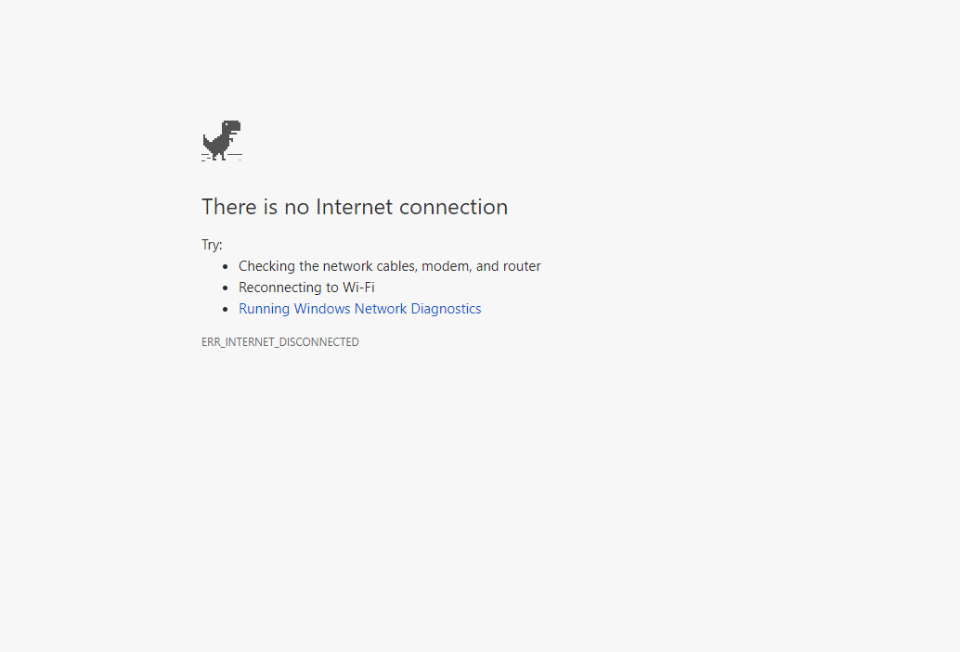 There is no Internet connection
Try:
Checking the network cables, modem, and router
Reconnecting to Wi-Fi
Running Windows Network Diagnostics
ERR_INTERNET_DISCONNECTED